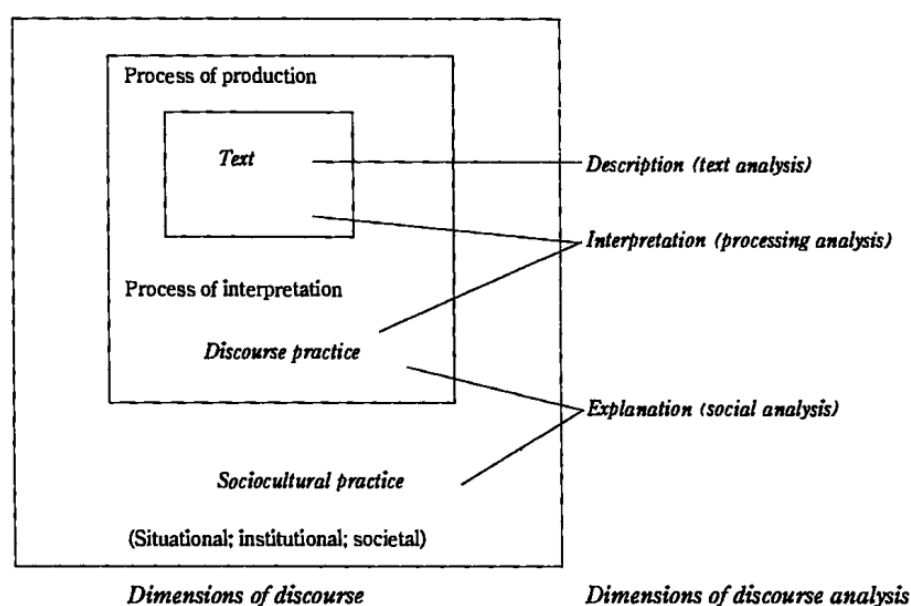 Process of production
Text
Description (text analysis)
Interpretation (processing analysis)
Process of interpretation
Discourse practice
Explanation (social analysis)
Sociocultural practice
(Situational; institutional; societal)
Dimensions of discourse
Dimensions of discourse analysis